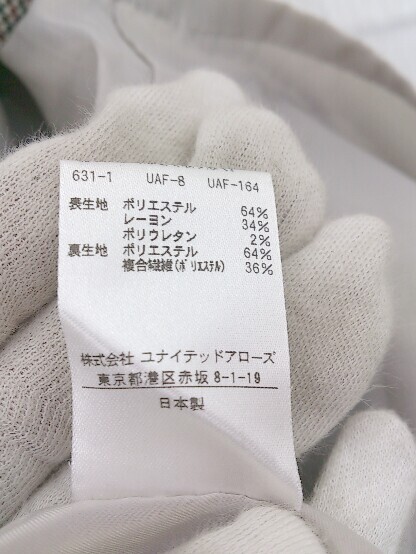 631-1 UAF-8 UAF-164
表生地 ポリエステル 64%
レーヨン 34%
ポリウレタン 2%
裏生地 ポリエステル 64%
複合繊維(ポリエステル) 36%
株式会社 ユナイテッドアローズ
東京都港区赤坂 8-1-19
日本製